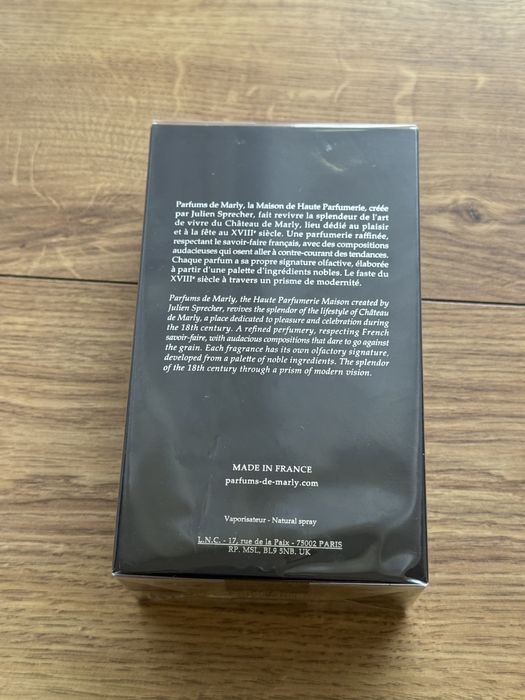 Parfums de Marly, la Maison de Haute Parfumerie, créée
par Julien Sprecher, fait revivre la splendeur de l'art
de vivre du Château de Marly, lieu dédié au plaisir
et à la fête au XVIIIᵉ siècle. Une parfumerie raffinée,
respectant le savoir-faire français, avec des compositions
audacieuses qui osent aller à contre-courant des tendances.
Chaque parfum a sa propre signature olfactive, élaborée
à partir d'une palette d'ingrédients nobles. Le faste du
XVIIIᵉ siècle à travers un prisme de modernité.
Parfums de Marly, the Haute Parfumerie Maison created by
Julien Sprecher, revives the splendor of the lifestyle of Château
de Marly, a place dedicated to pleasure and celebration during
the 18th century. A refined perfumery, respecting French
savoir-faire, with audacious compositions that dare to go against
the grain. Each fragrance has its own olfactory signature,
developed from a palette of noble ingredients. The splendor
of the 18th century through a prism of modern vision.
MADE IN FRANCE
parfums-de-marly.com
Vaporisateur - Natural spray
L.N.C. - 17, rue de la Paix - 75002 PARIS
RP. MSL, BL9 5NB, UK